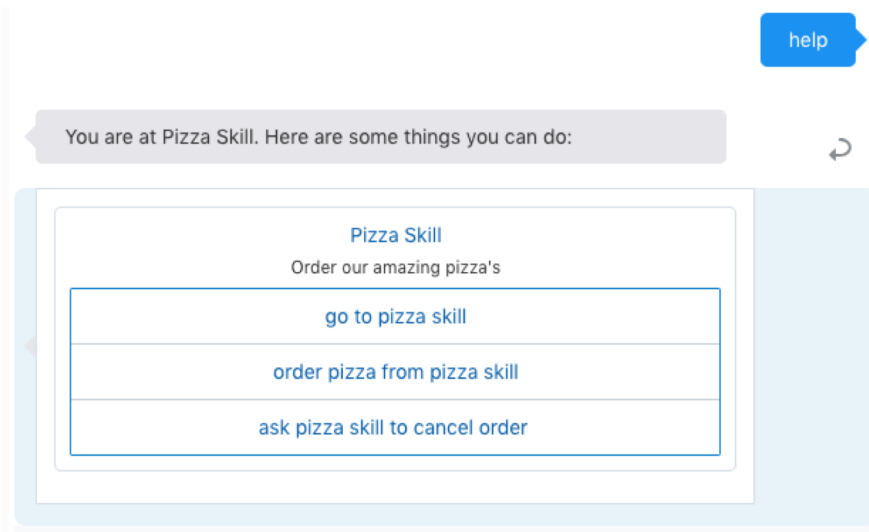 help
You are at Pizza Skill. Here are some things you can do:
Pizza Skill
Order our amazing pizza's
go to pizza skill
order pizza from pizza skill
ask pizza skill to cancel order